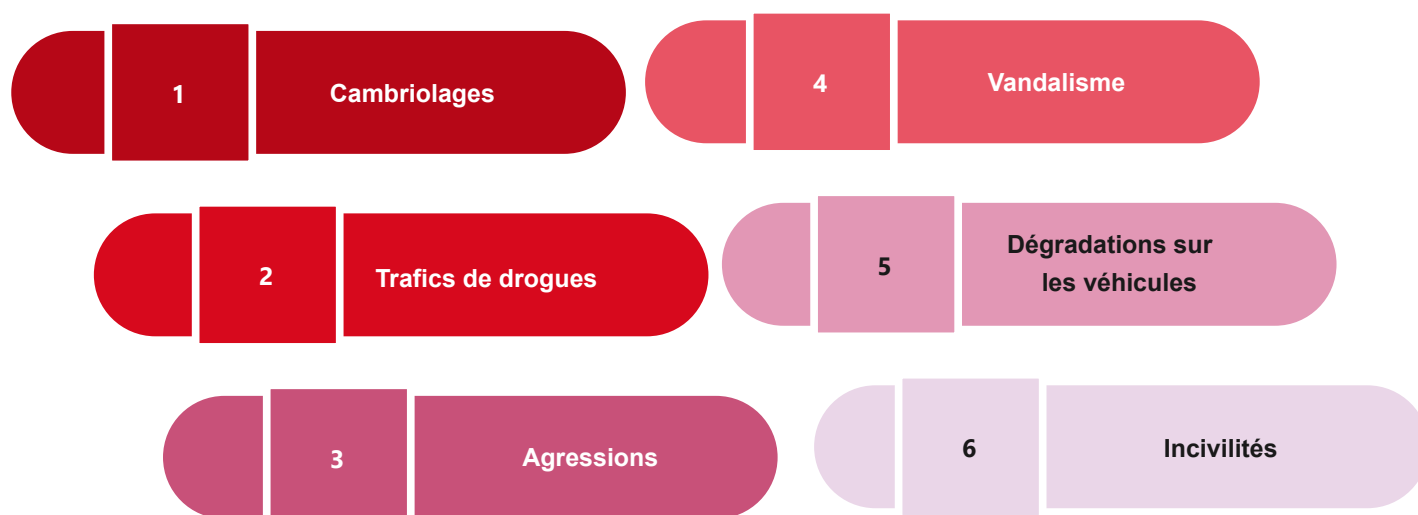 1
Cambriolages
2
Trafics de drogues
3
Agressions
4
Vandalisme
5
Dégradations sur
les véhicules
6
Incivilités